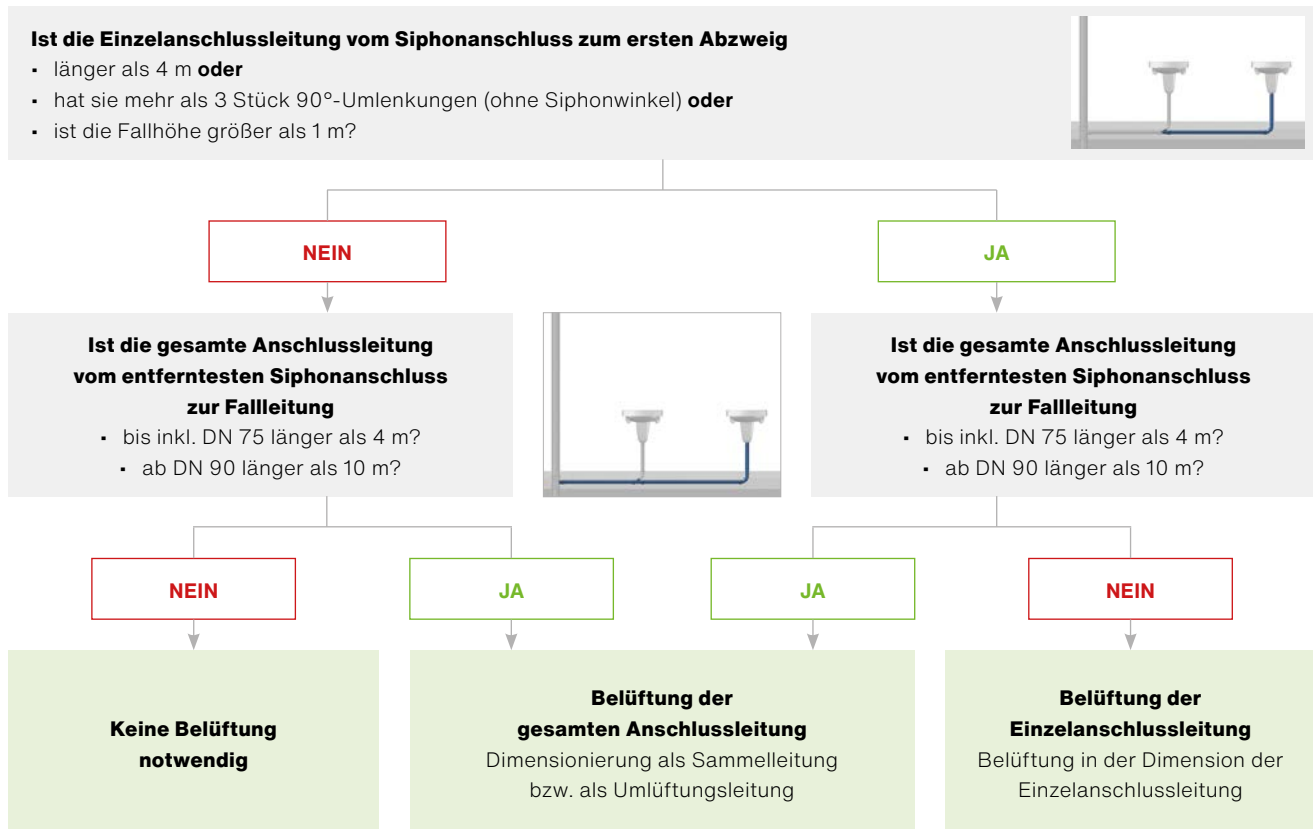 Ist die Einzelanschlussleitung vom Siphonanschluss zum ersten Abzweig
▪ länger als 4 m oder
▪ hat sie mehr als 3 Stück 90°-Umlenkungen (ohne Siphonwinkel) oder
▪ ist die Fallhöhe größer als 1 m?
NEIN
JA
Ist die gesamte Anschlussleitung
vom entferntesten Siphonanschluss
zur Fallleitung
▪ bis inkl. DN 75 länger als 4 m?
▪ ab DN 90 länger als 10 m?
Ist die gesamte Anschlussleitung
vom entferntesten Siphonanschluss
zur Fallleitung
▪ bis inkl. DN 75 länger als 4 m?
▪ ab DN 90 länger als 10 m?
NEIN
JA
JA
NEIN
Keine Belüftung
notwendig
Belüftung der
gesamten Anschlussleitung
Dimensionierung als Sammelleitung
bzw. als Umlüftungsleitung
Belüftung der
Einzelanschlussleitung
Belüftung in der Dimension der
Einzelanschlussleitung